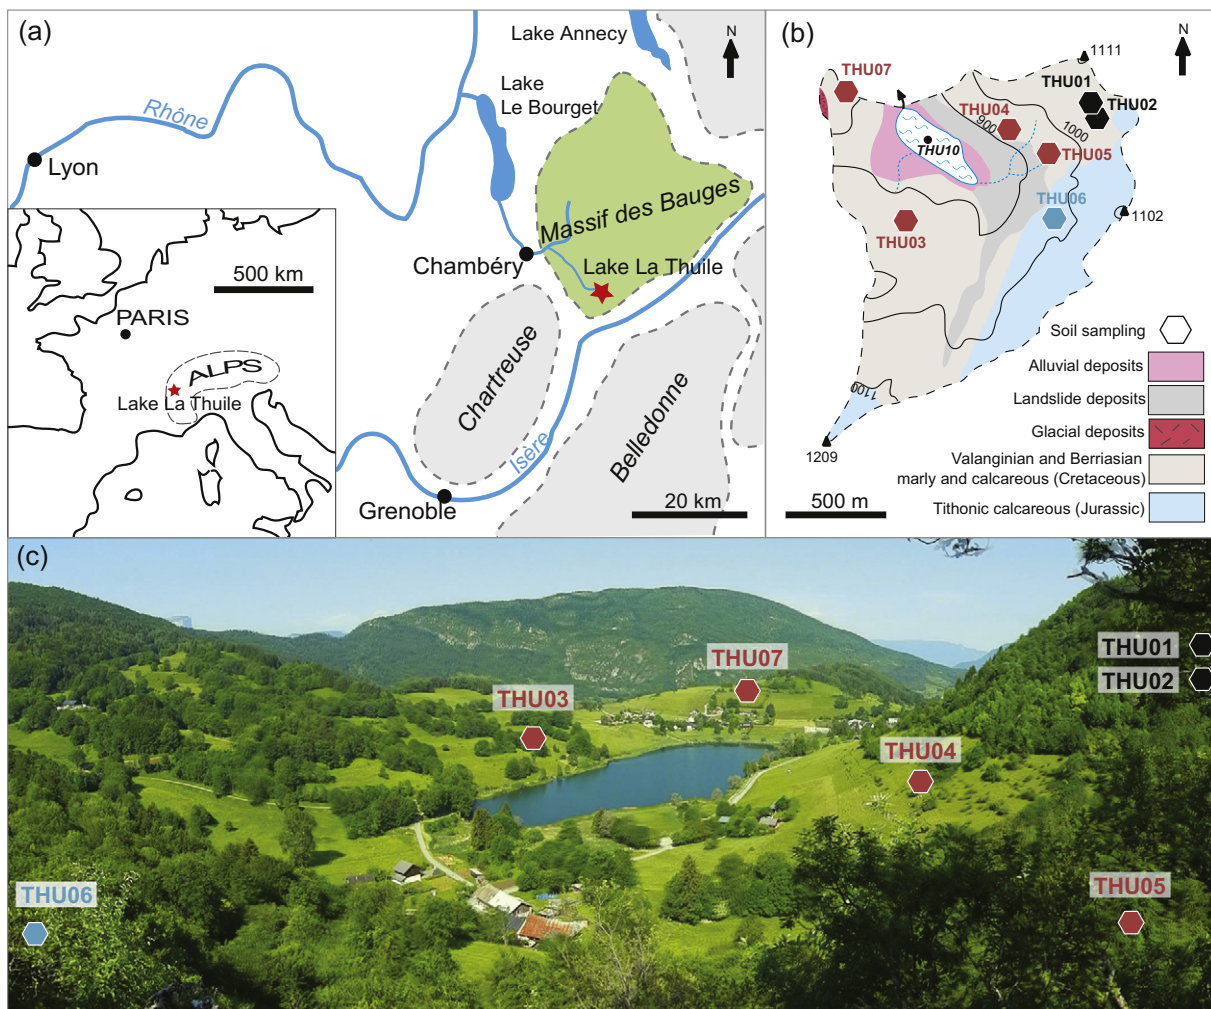 (a)
Lake Annecy
N
Lake
Le Bourget
Rhône
Lyon
Massif des Bauges
Chambéry
Lake La Thuile
500 km
PARIS
ALPS
Lake La Thuile
Chartreuse
Belledonne
Isère
Grenoble
20 km
(b)
N
1111
THU07
THU01
THU02
THU04
900
1000
THU10
THU05
THU06
1102
THU03
1100
1209
Soil sampling
Alluvial deposits
Landslide deposits
Glacial deposits
Valanginian and Berriasian
marly and calcareous (Cretaceous)
Tithonic calcareous (Jurassic)
500 m
(c)
THU01
THU02
THU07
THU03
THU04
THU06
THU05